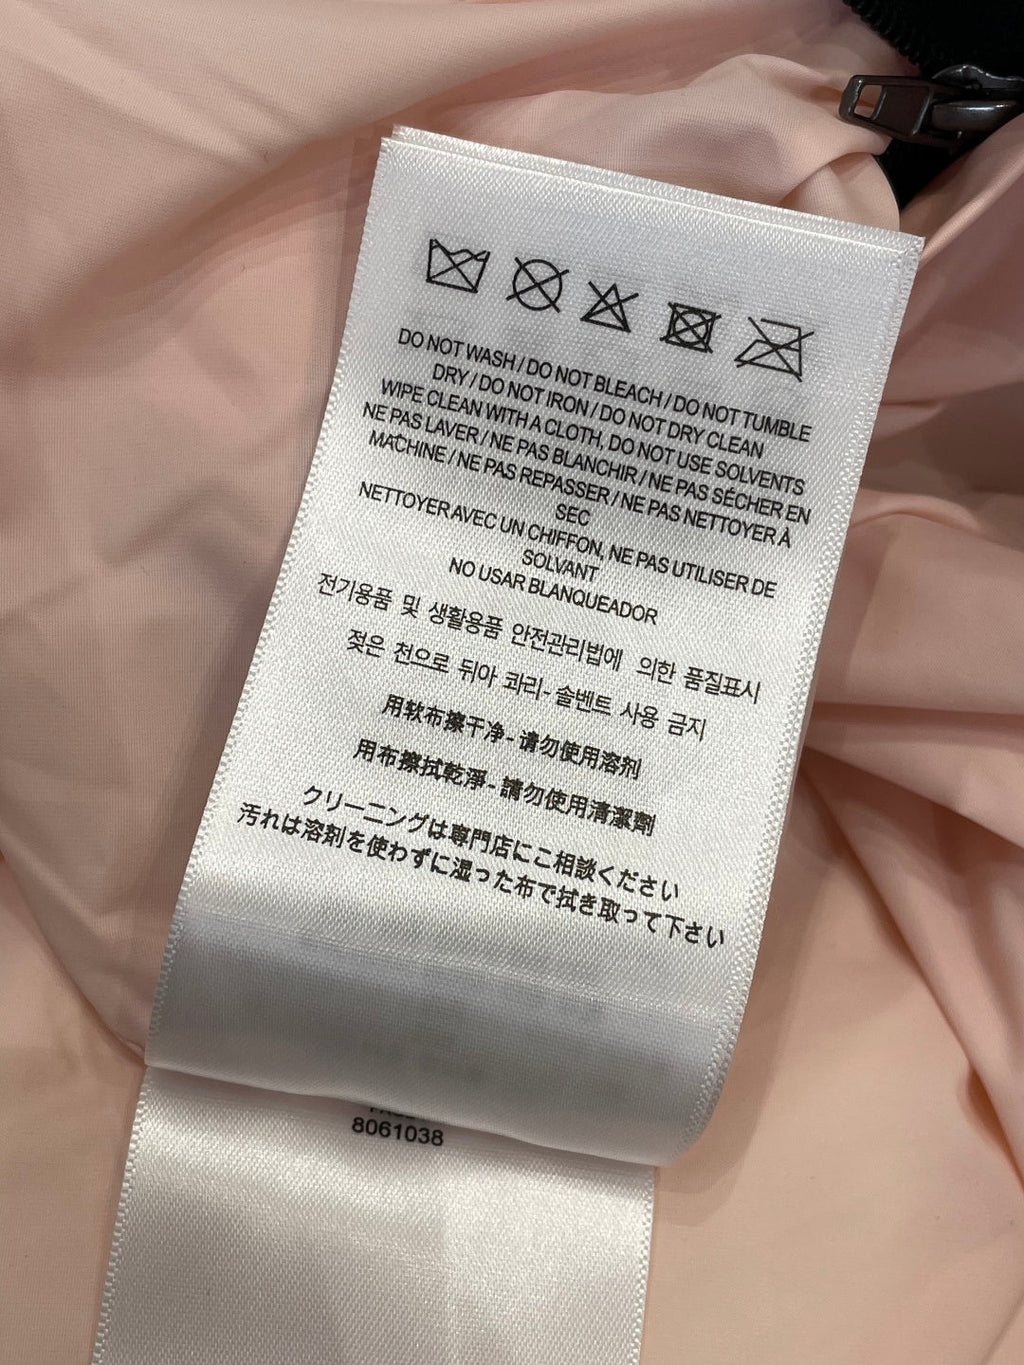 DO NOT WASH / DO NOT BLEACH / DO NOT TUMBLE
DRY / DO NOT IRON / DO NOT DRY CLEAN
WIPE CLEAN WITH A CLOTH, DO NOT USE SOLVENTS
NE PAS LAVER / NE PAS BLANCHIR / NE PAS SÉCHER EN
MACHINE / NE PAS REPASSER / NE PAS NETTOYER À
SEC
NETTOYER AVEC UN CHIFFON, NE PAS UTILISER DE
SOLVANT
NO USAR BLANQUEADOR
전기용품 및 생활용품 안전관리법에 의한 품질표시
젖은 천으로 뒤아 콰리-솔벤트 사용 금지
用软布擦干净-请勿使用溶剂
用布擦拭乾淨-請勿使用清潔劑
クリーニングは専門店にご相談ください
汚れは溶剤を使わずに湿った布で拭き取って下さい
8061038